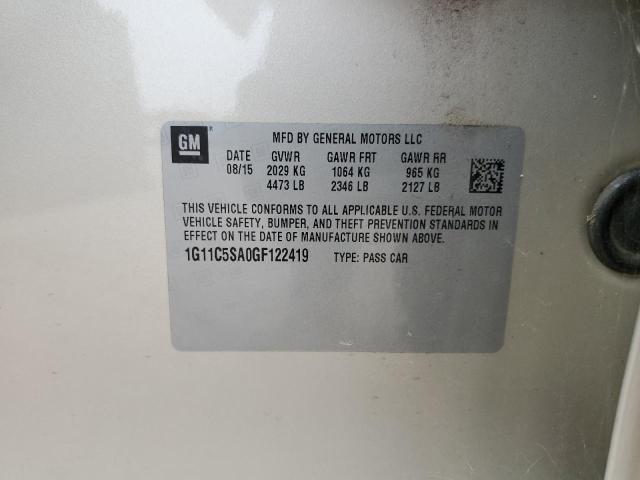 GM
MFD BY GENERAL MOTORS LLC
DATE GVWR GAWR FRT GAWR RR
08/15 2029 KG 1064 KG 965 KG
4473 LB 2346 LB 2127 LB
THIS VEHICLE CONFORMS TO ALL APPLICABLE U.S. FEDERAL MOTOR
VEHICLE SAFETY, BUMPER, AND THEFT PREVENTION STANDARDS IN
EFFECT ON THE DATE OF MANUFACTURE SHOWN ABOVE.
1G11C5SA0GF122419 TYPE: PASS CAR